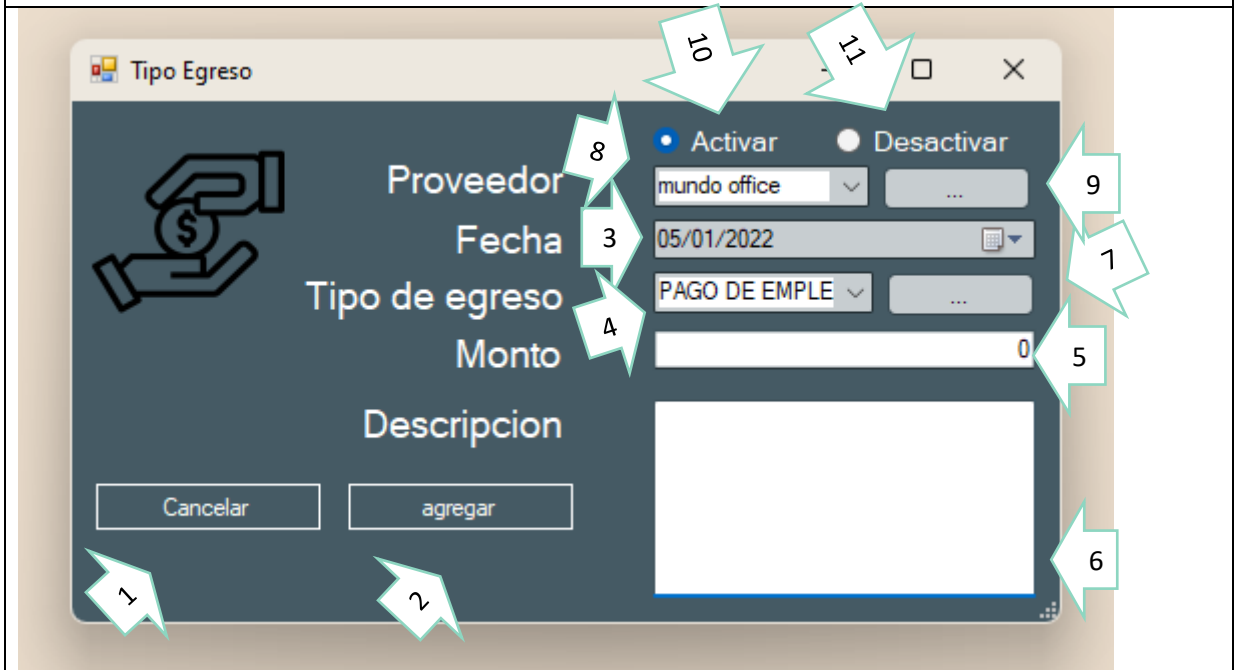 10
11
Tipo Egreso
Activar
Desactivar
8
Proveedor
mundo office
...
9
Fecha
3
05/01/2022
7
Tipo de egreso
PAGO DE EMPLE
...
4
Monto
0
5
Descripcion
Cancelar
agregar
6
1
2